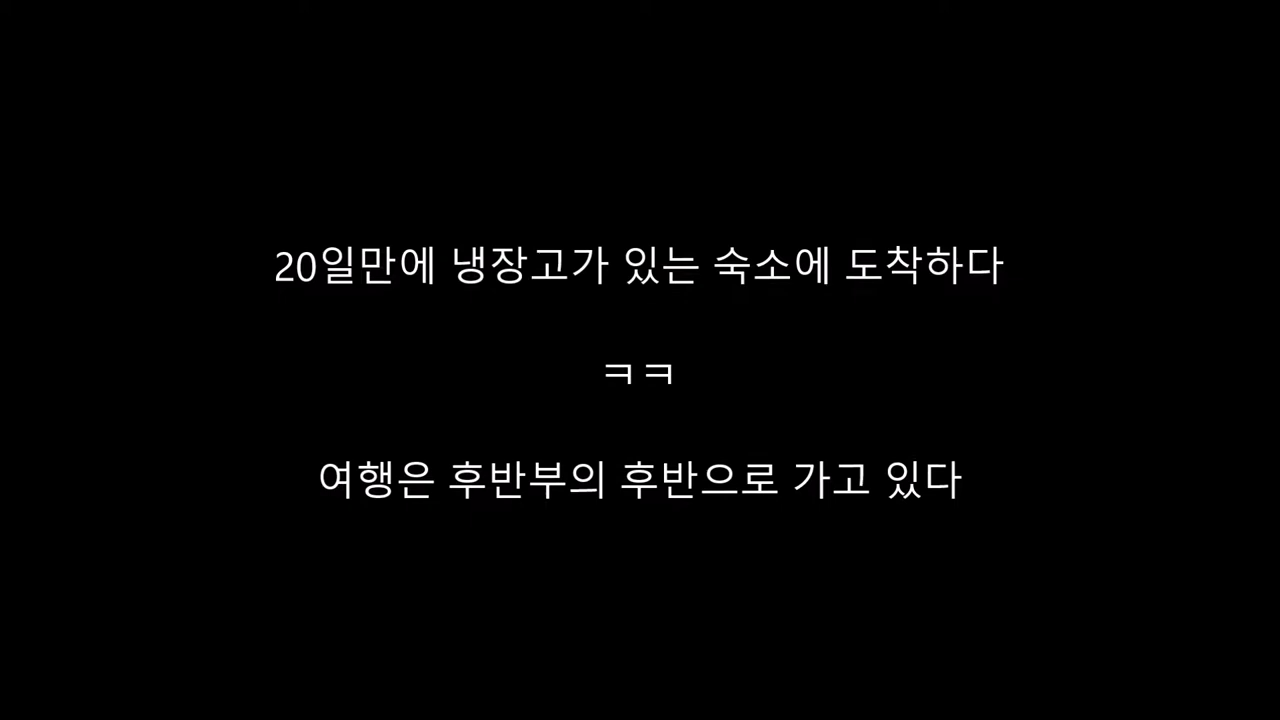 20일만에 냉장고가 있는 숙소에 도착하다
ㅋㅋ
여행은 후반부의 후반으로 가고 있다